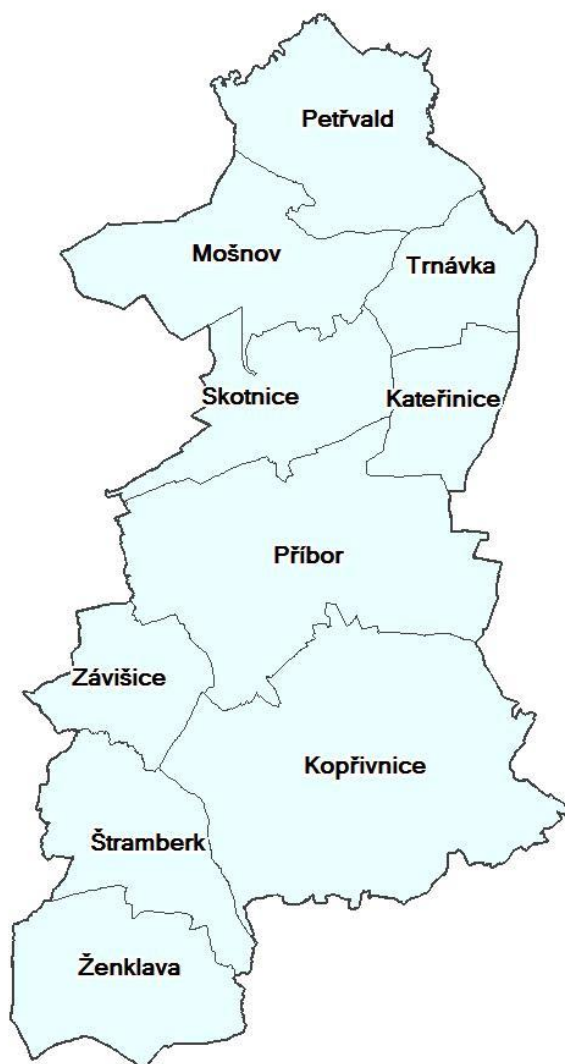 Petřvald
Mošnov
Trnávka
Skotnice
Kateřinice
Příbor
Závišice
Kopřivnice
Štramberk
Ženklava